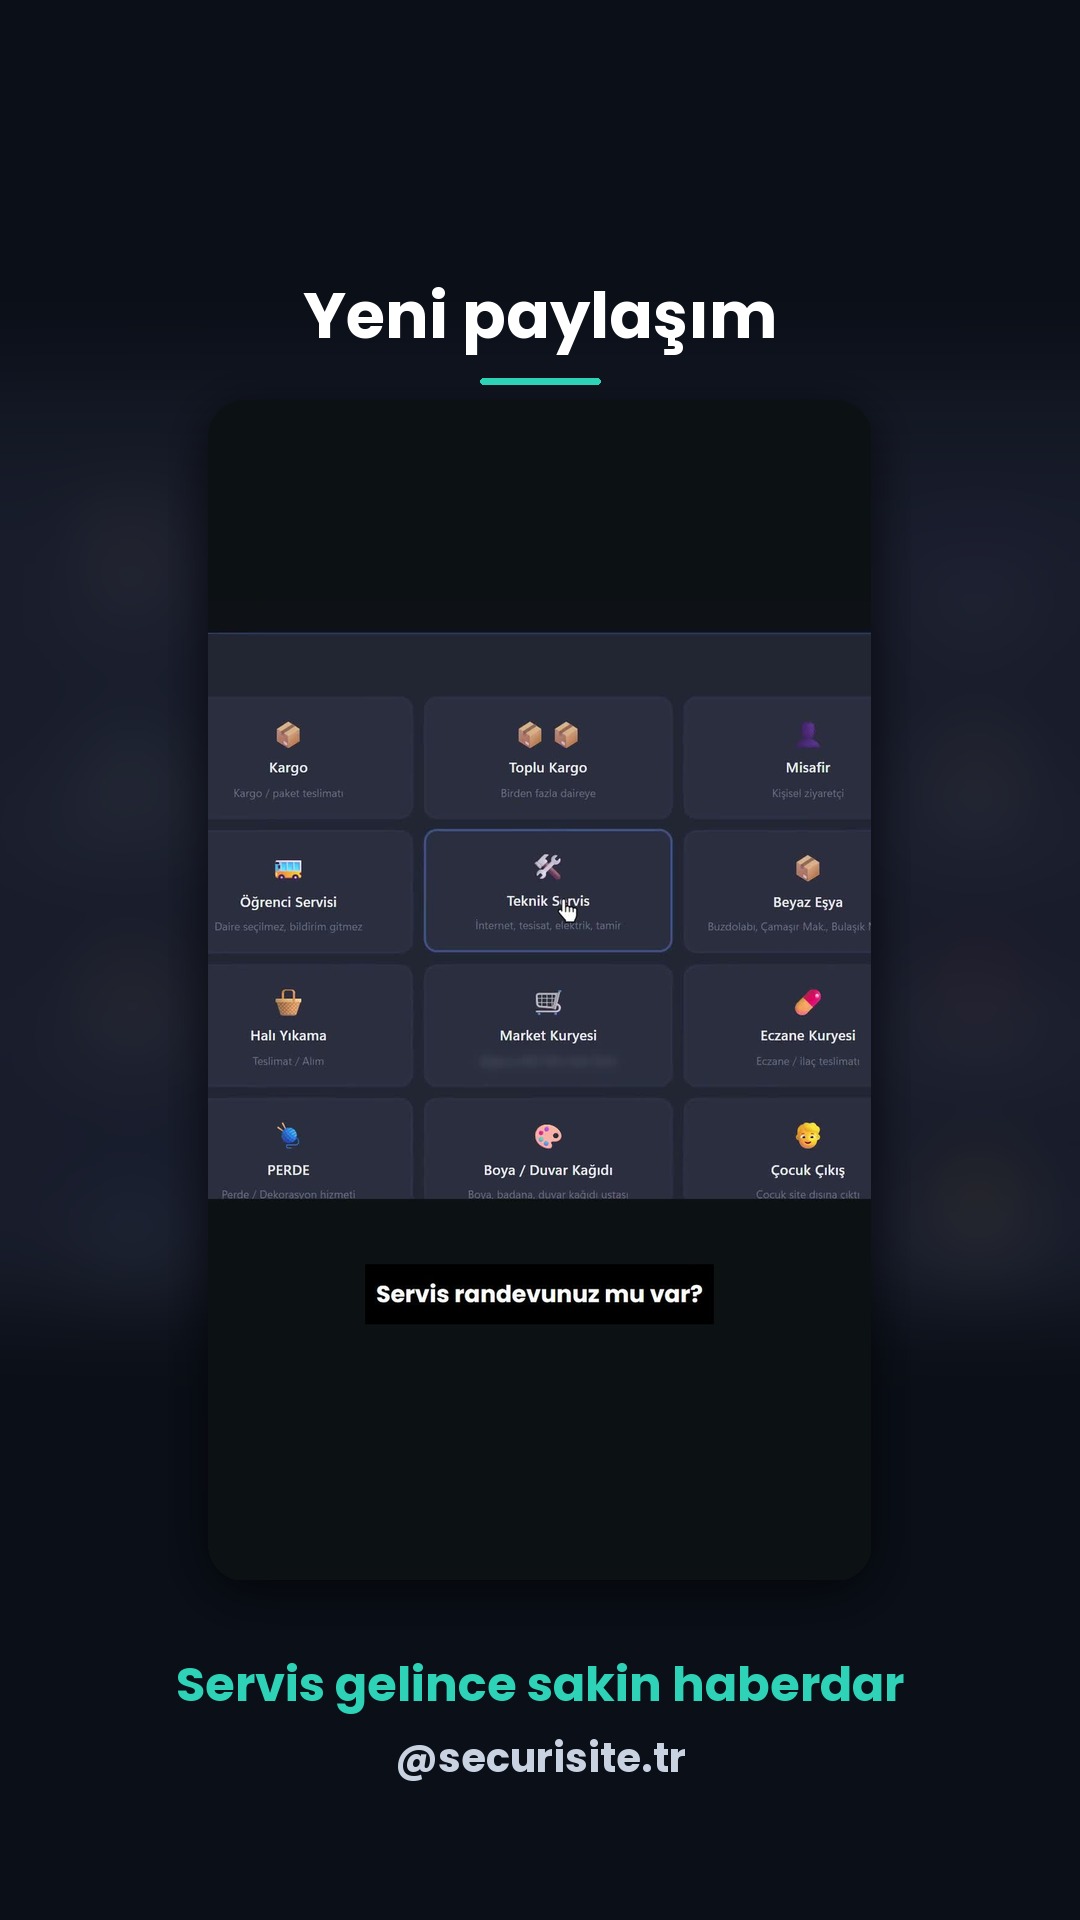 Yeni paylaşım
Kargo
Kargo / paket teslimatı
Toplu Kargo
Birden fazla daireye
Misafir
Kişisel ziyaretçi
Öğrenci Servisi
Daire seçilmez, bildirim gitmez
Teknik Servis
İnternet, tesisat, elektrik, tamir
Beyaz Eşya
Buzdolabı, Çamaşır Mak., Bulaşık
Halı Yıkama
Teslimat / Alım
Market Kuryesi
Eczane Kuryesi
Eczane / ilaç teslimatı
PERDE
Perde / Dekorasyon hizmeti
Boya / Duvar Kağıdı
Boya, badana, duvar kağıdı ustası
Çocuk Çıkış
Çocuk site dışına çıktı
Servis randevunuz mu var?
Servis gelince sakin haberdar
@securisite.tr